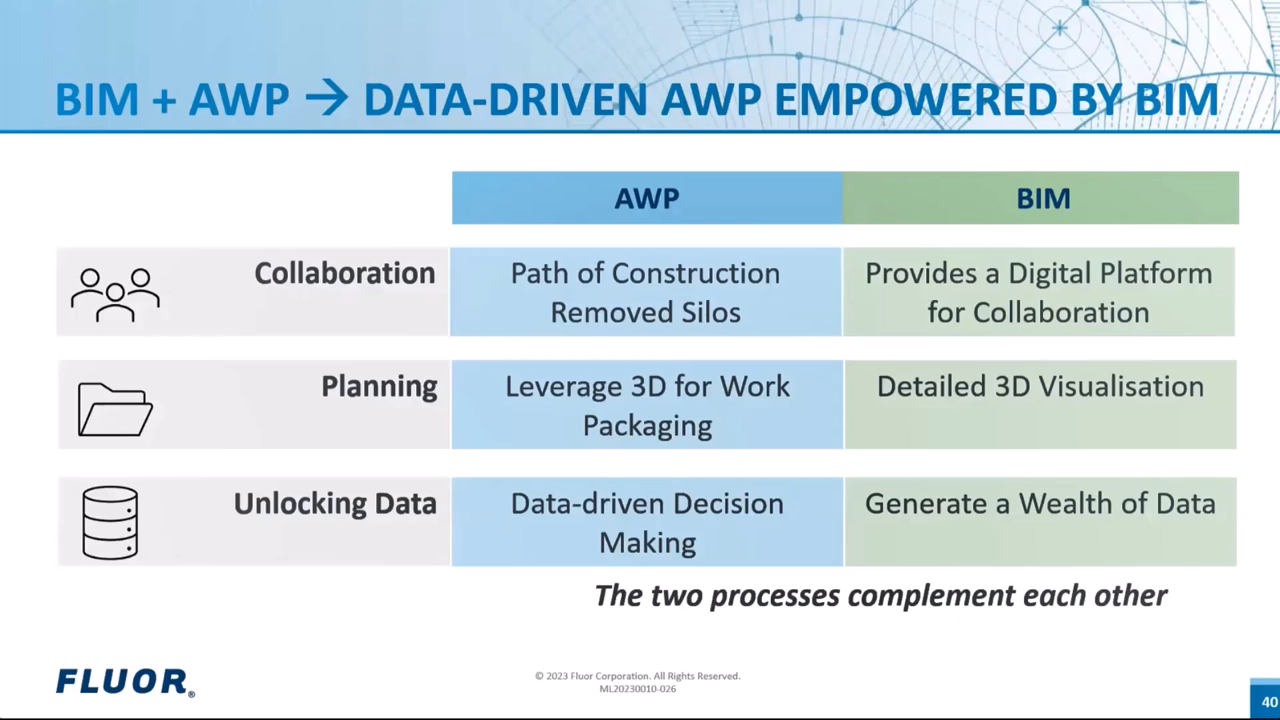 BIM + AWP → DATA-DRIVEN AWP EMPOWERED BY BIM
AWP
BIM
Collaboration
Path of Construction
Removed Silos
Provides a Digital Platform
for Collaboration
Planning
Leverage 3D for Work
Packaging
Detailed 3D Visualisation
Unlocking Data
Data-driven Decision
Making
Generate a Wealth of Data
The two processes complement each other
FLUOR®
© 2023 Fluor Corporation. All Rights Reserved.
ML20230010-026
40